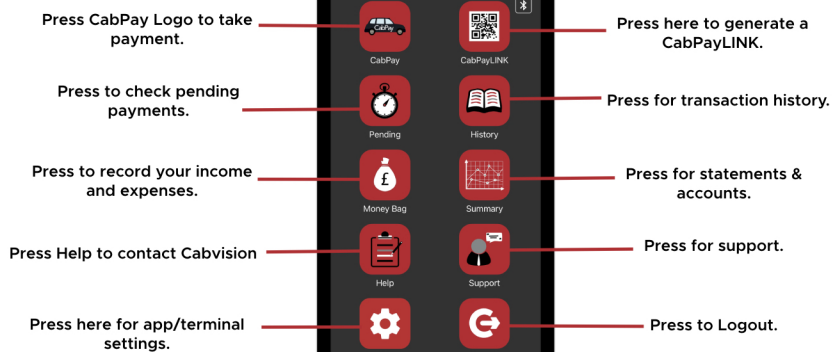 Press CabPay Logo to take
payment.
CabPay
CabPay
CabPayLINK
Press here to generate a
CabPayLINK.
Press to check pending
payments.
Pending
History
Press for transaction history.
Press to record your income
and expenses.
£
Money Bag
Summary
Press for statements &
accounts.
Press Help to contact Cabvision
Help
Support
Press for support.
Press here for app/terminal
settings.
Press to Logout.